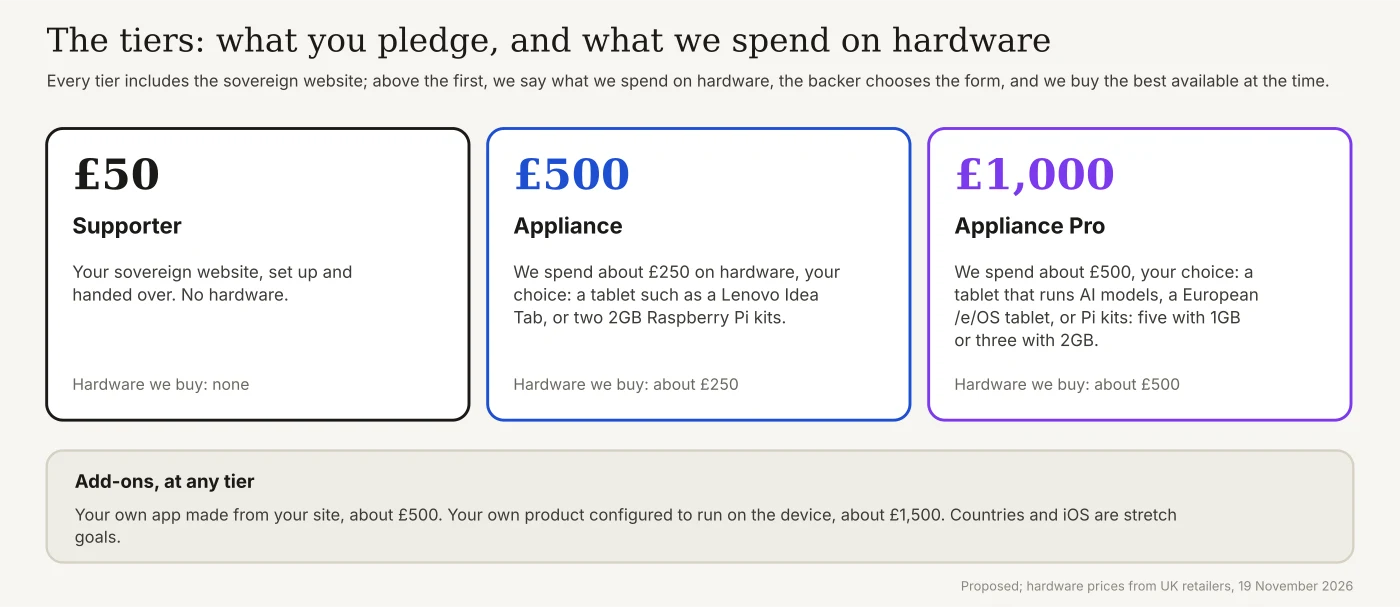 The tiers: what you pledge, and what we spend on hardware
Every tier includes the sovereign website; above the first, we say what we spend on hardware, the backer chooses the form, and we buy the best available at the time.
£50
Supporter
Your sovereign website, set up and
handed over. No hardware.
Hardware we buy: none
£500
Appliance
We spend about £250 on hardware, your
choice: a tablet such as a Lenovo Idea
Tab, or two 2GB Raspberry Pi kits.
Hardware we buy: about £250
£1,000
Appliance Pro
We spend about £500, your choice: a
tablet that runs AI models, a European
/e/OS tablet, or Pi kits: five with 1GB
or three with 2GB.
Hardware we buy: about £500
Add-ons, at any tier
Your own app made from your site, about £500. Your own product configured to run on the device, about £1,500. Countries and iOS are stretch
goals.
Proposed; hardware prices from UK retailers, 19 November 2026